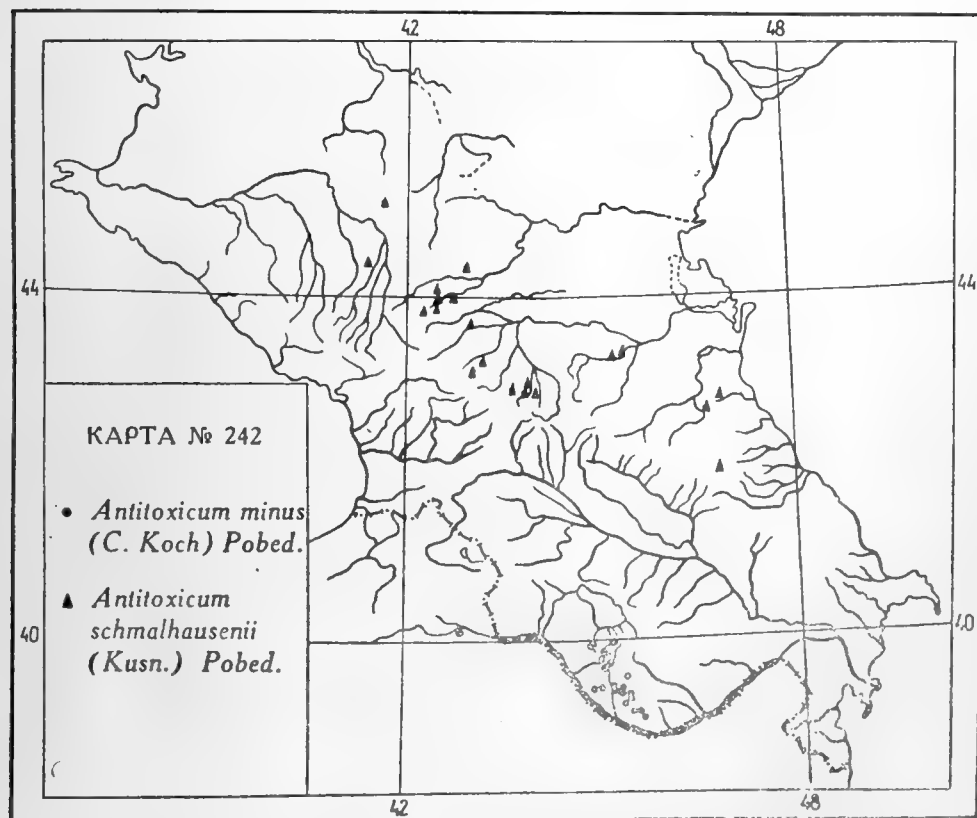 42 48
44 44
КАРТА № 242
• Antitoxicum minus
(C. Koch) Pobed.
▲ Antitoxicum
schmalhausenii
(Kusn.) Pobed.
40 40
42 48